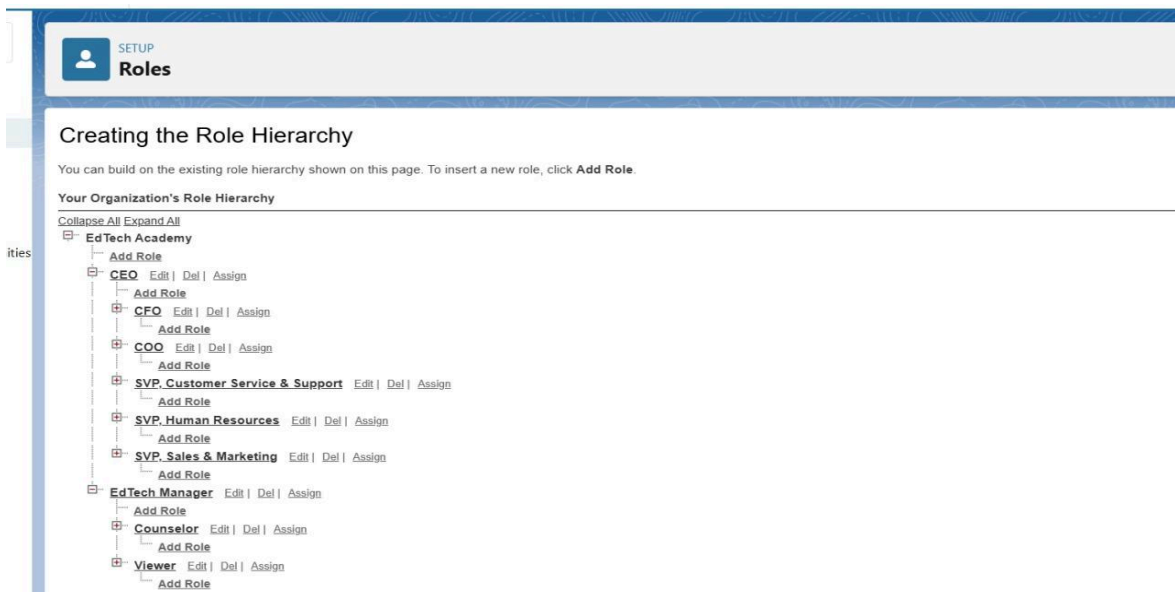 SETUP
Roles
Creating the Role Hierarchy
You can build on the existing role hierarchy shown on this page. To insert a new role, click Add Role.
Your Organization's Role Hierarchy
Collapse All Expand All
ities
EdTech Academy
Add Role
CEO Edit | Del | Assign
Add Role
CFO Edit | Del | Assign
Add Role
COO Edit | Del | Assign
Add Role
SVP, Customer Service & Support Edit | Del | Assign
Add Role
SVP, Human Resources Edit | Del | Assign
Add Role
SVP, Sales & Marketing Edit | Del | Assign
Add Role
EdTech Manager Edit | Del | Assign
Add Role
Counselor Edit | Del | Assign
Add Role
Viewer Edit | Del | Assign
Add Role